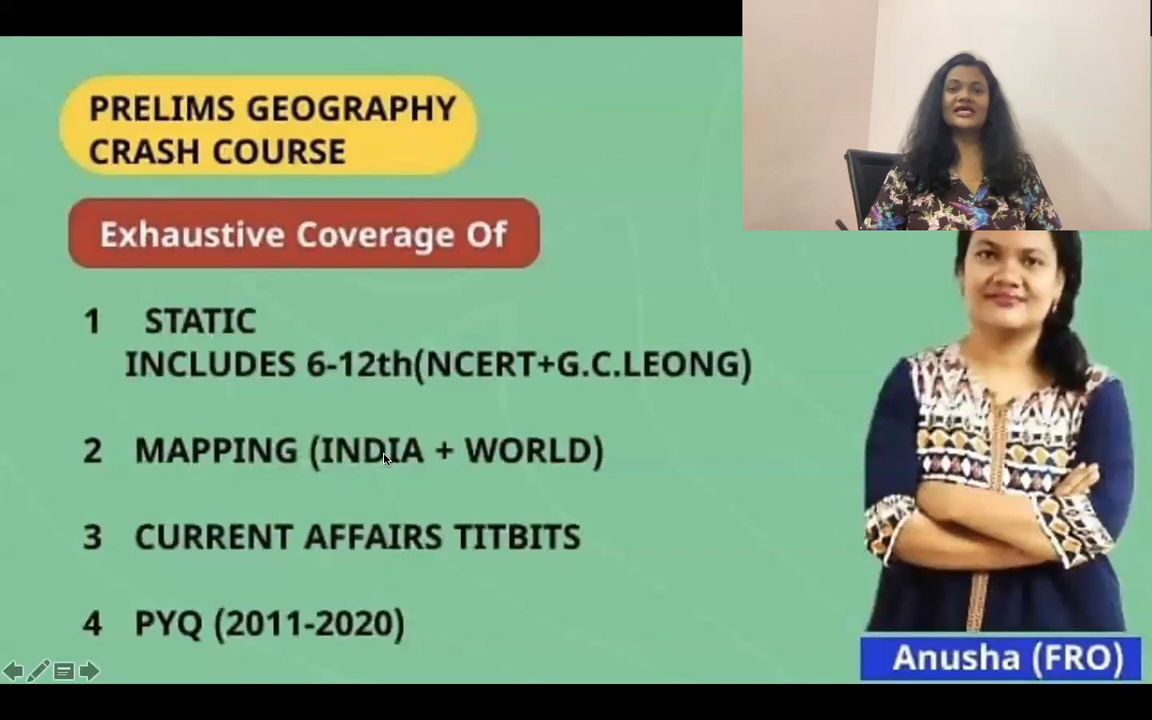 PRELIMS GEOGRAPHY
CRASH COURSE
Exhaustive Coverage Of
1 STATIC
INCLUDES 6-12th(NCERT+G.C.LEONG)
2 MAPPING (INDIA + WORLD)
3 CURRENT AFFAIRS TITBITS
4 PYQ (2011-2020)
Anusha (FRO)